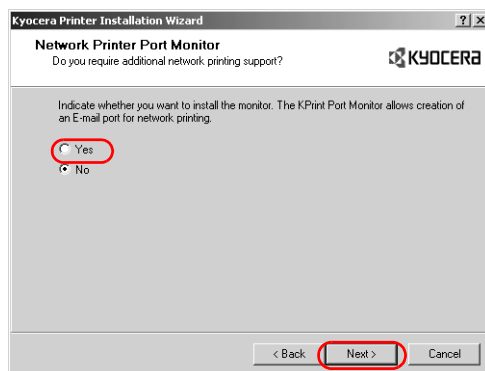 Kyocera Printer Installation Wizard
Network Printer Port Monitor
Do you require additional network printing support?
KYOCERA
Indicate whether you want to install the monitor. The KPrint Port Monitor allows creation of
an E-mail port for network printing.
Yes
No
< Back Next > Cancel